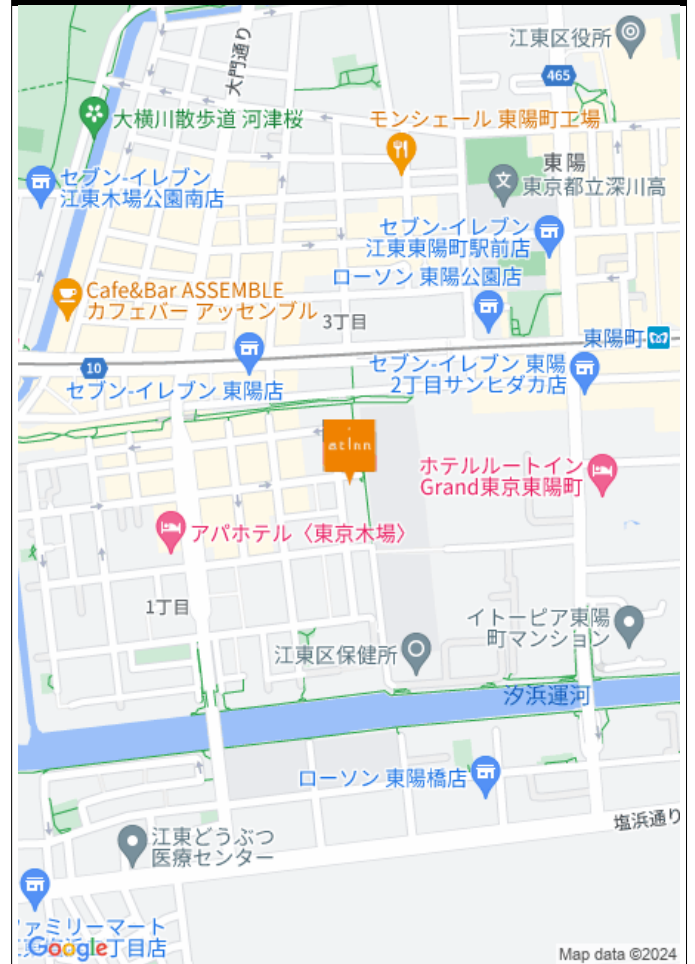 江東区役所
大門通り
465
大横川散歩道 河津桜
モンシェール 東陽町工場
東陽
東京都立深川高
セブン-イレブン
江東木場公園南店
セブン-イレブン
江東東陽町駅前店
ローソン 東陽公園店
Cafe&Bar ASSEMBLE
カフェバー アッセンブル
3丁目
東陽町
10
セブン-イレブン 東陽店
セブン-イレブン 東陽
2丁目サンヒダカ店
at Inn
ホテルルートイン
Grand東京東陽町
アパホテル〈東京木場〉
1丁目
イトーピア東陽
町マンション
江東区保健所
汐浜運河
ローソン 東陽橋店
塩浜通り
江東どうぶつ
医療センター
ァミリーマート
丁目店
Google
Map data ©2024